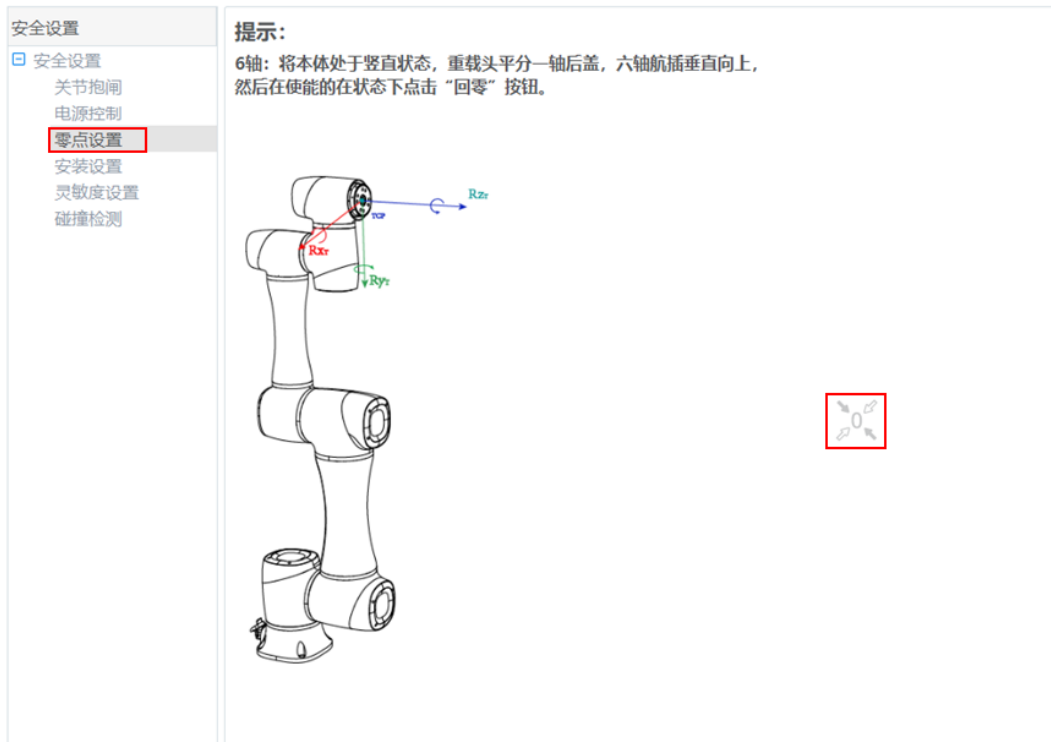 安全设置
安全设置
关节抱闸
电源控制
零点设置
安装设置
灵敏度设置
碰撞检测
提示：
6轴：将本体处于竖直状态，重载头平分一轴后盖，六轴航插垂直向上，
然后在使能的在状态下点击“回零”按钮。
RzT
TCP
RxT
RyT
0